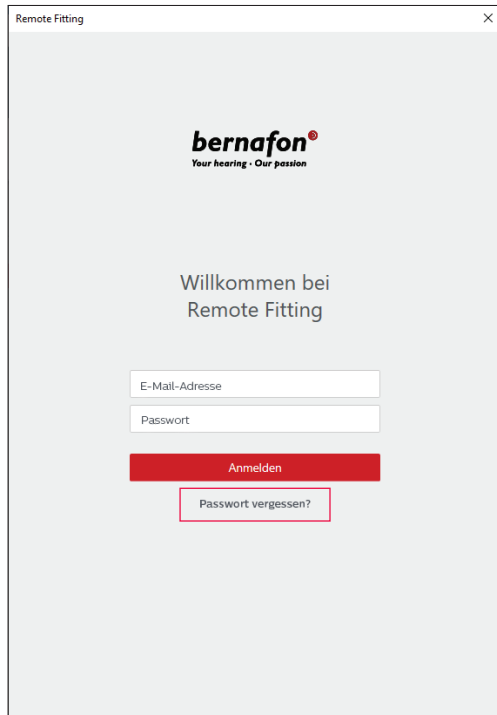 Remote Fitting
bernafon
Your hearing · Our passion
Willkommen bei
Remote Fitting
E-Mail-Adresse
Passwort
Anmelden
Passwort vergessen?